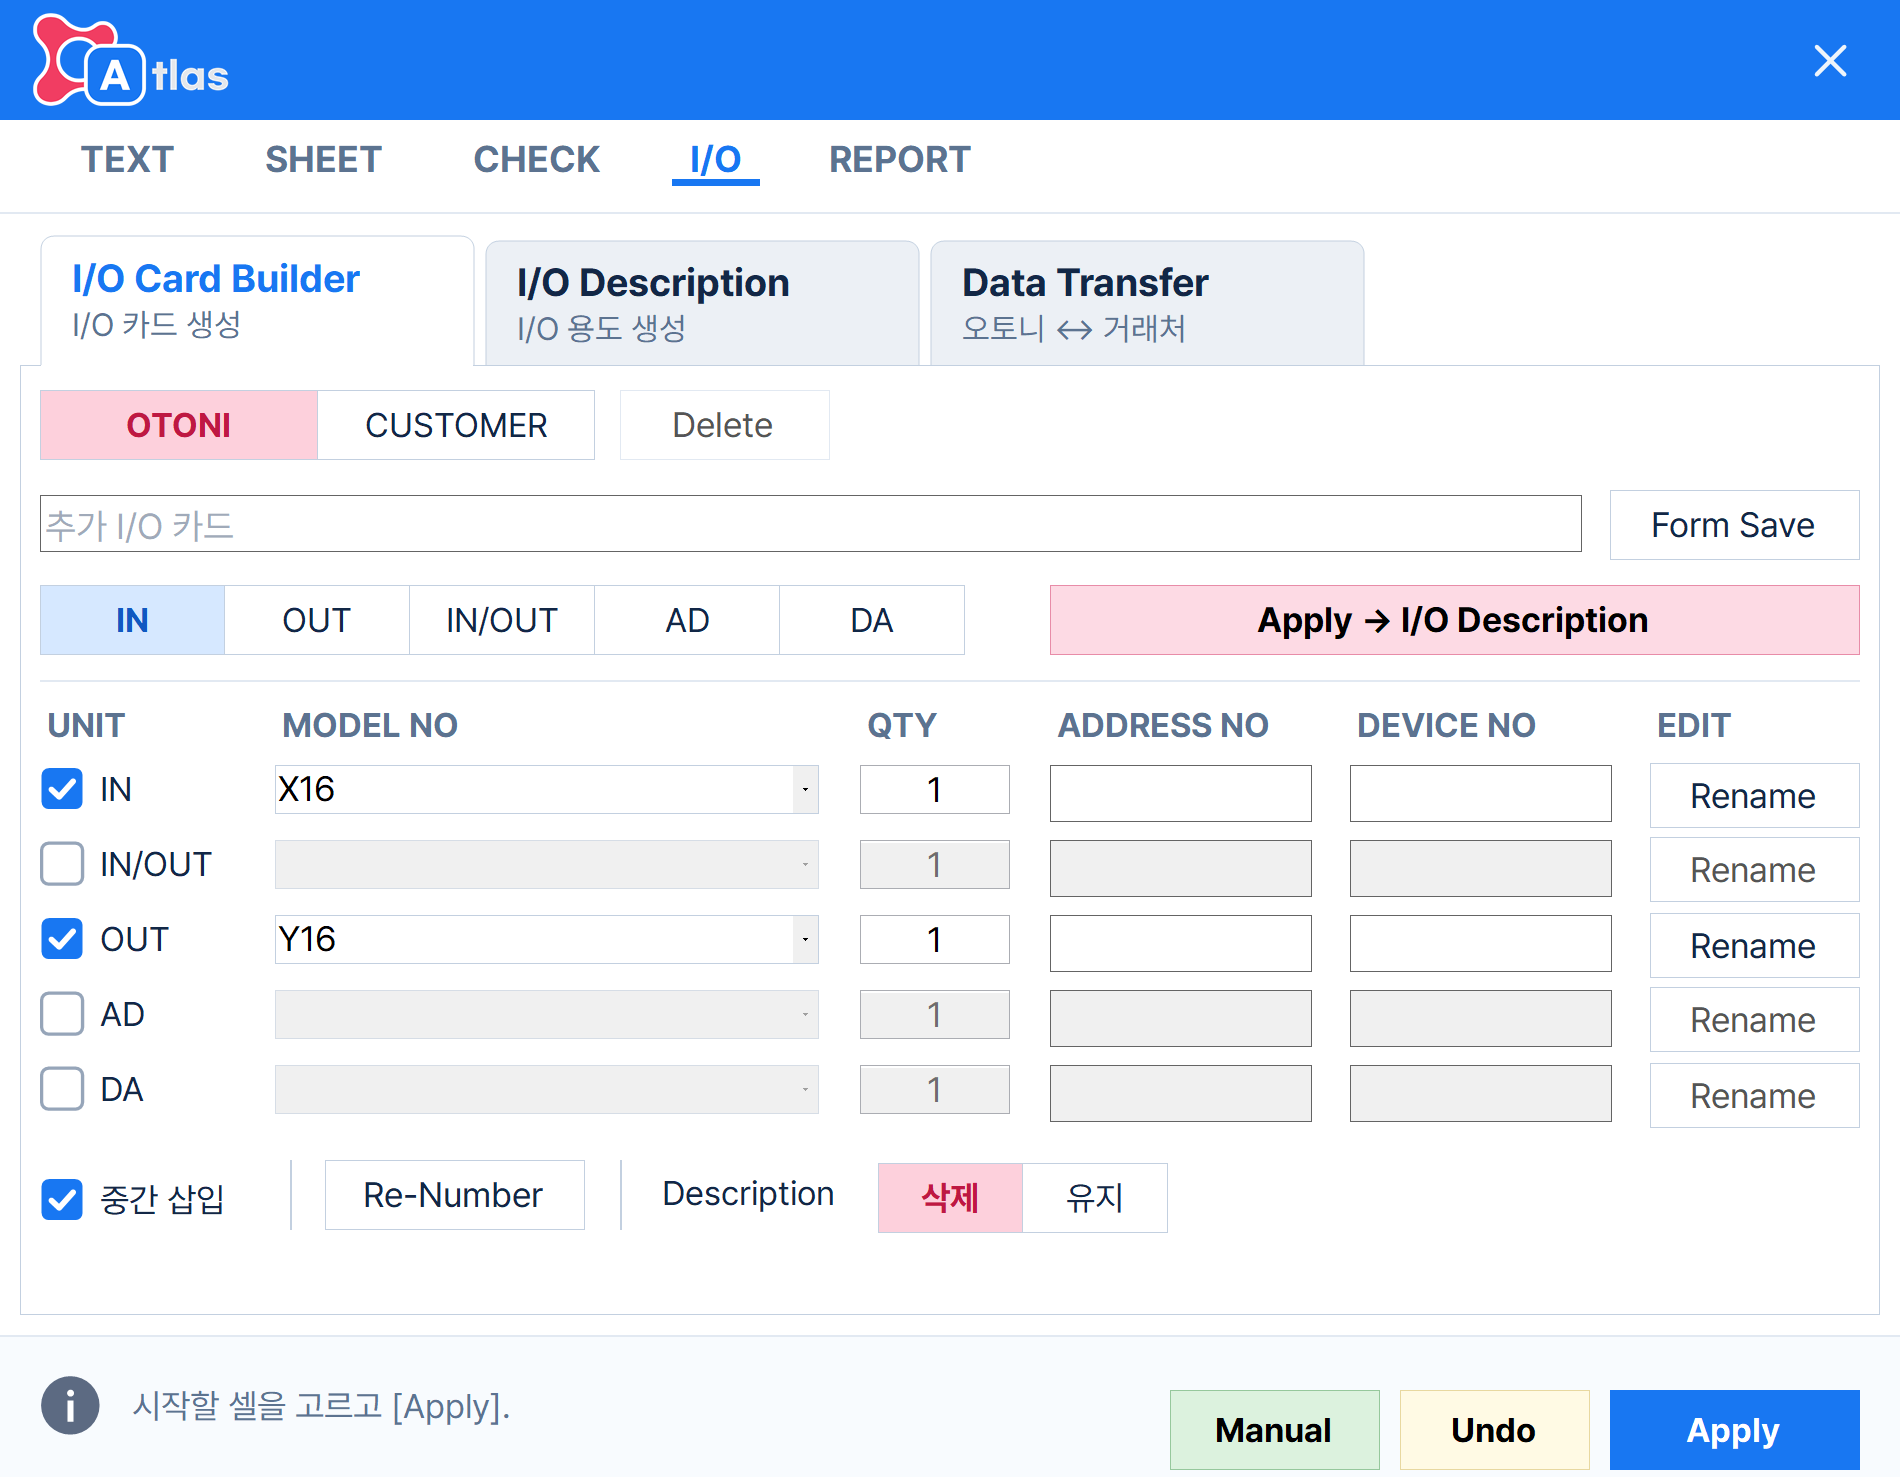 Atlas
TEXT SHEET CHECK I/O REPORT
I/O Card Builder
I/O 카드 생성
I/O Description
I/O 용도 생성
Data Transfer
오토니 ↔ 거래처
OTONI CUSTOMER Delete
추가 I/O 카드 Form Save
IN OUT IN/OUT AD DA Apply → I/O Description
UNIT MODEL NO QTY ADDRESS NO DEVICE NO EDIT
IN X16 1 Rename
IN/OUT 1 Rename
OUT Y16 1 Rename
AD 1 Rename
DA 1 Rename
중간 삽입 Re-Number Description 삭제 유지
시작할 셀을 고르고 [Apply].
Manual Undo Apply